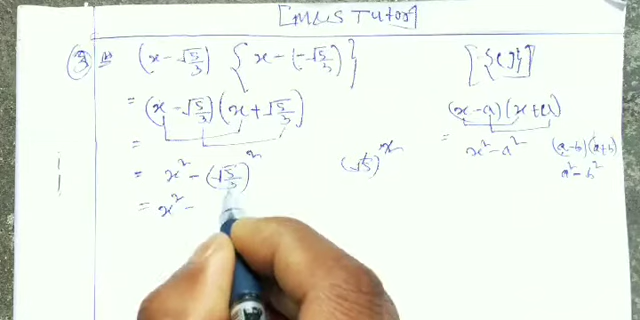 [M&S Tutor]
③ (x - √5/3) {x - (-√5/3)} [{( )}]
= (x - √5/3)(x + √5/3) (x-a)(x+a)
= = x² - a² (a-b)(a+b)
= x² - (√5/3)² (√5)² a² - b²
= x² -